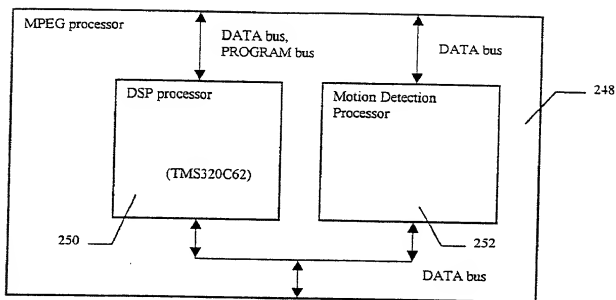 MPEG processor
DATA bus,
PROGRAM bus
DATA bus
DSP processor
(TMS320C62)
Motion Detection
Processor
248
250
252
DATA bus